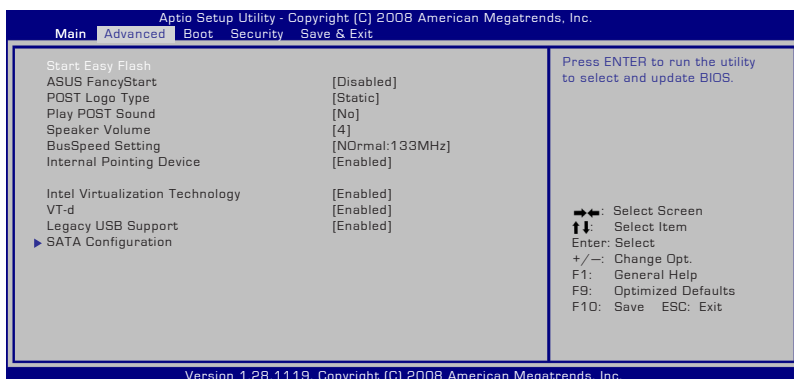 Aptio Setup Utility - Copyright (C) 2008 American Megatrends, Inc.
Main Advanced Boot Security Save & Exit
Start Easy Flash
ASUS FancyStart [Disabled]
POST Logo Type [Static]
Play POST Sound [No]
Speaker Volume [4]
BusSpeed Setting [NOrmal:133MHz]
Internal Pointing Device [Enabled]
Intel Virtualization Technology [Enabled]
VT-d [Enabled]
Legacy USB Support [Enabled]
SATA Configuration
Press ENTER to run the utility
to select and update BIOS.
→←: Select Screen
↑↓: Select Item
Enter: Select
+/—: Change Opt.
F1: General Help
F9: Optimized Defaults
F10: Save ESC: Exit
Version 1.28.1119. Copyright (C) 2008 American Megatrends, Inc.